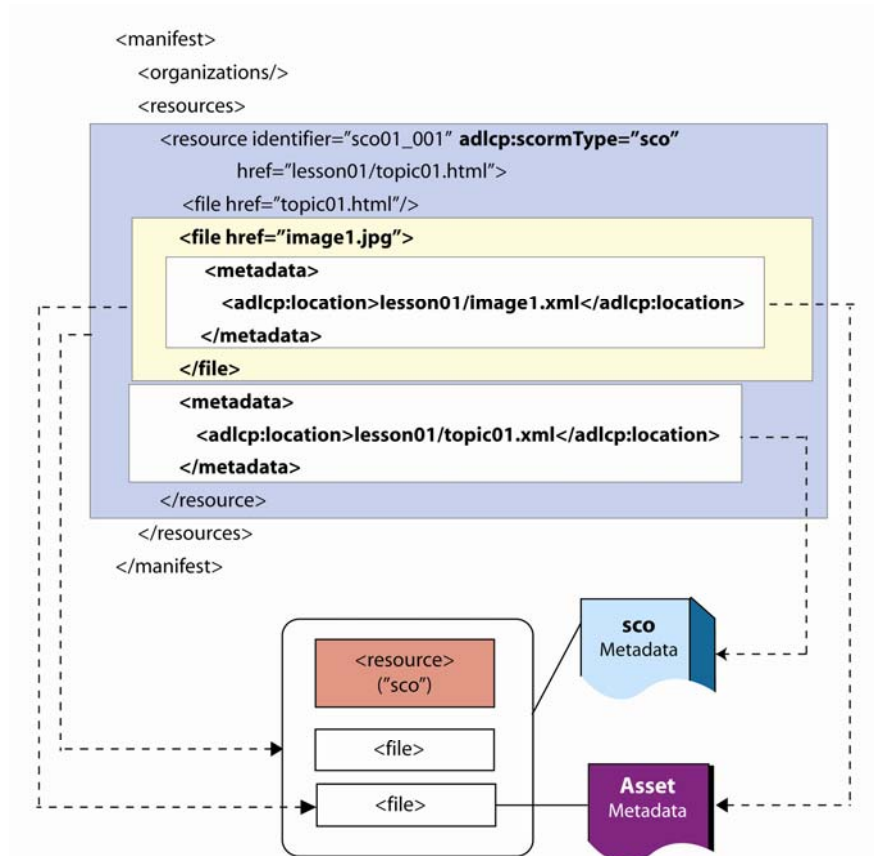 <manifest>
<organizations/>
<resources>
<resource identifier="sco01_001" adlcp:scormType="sco"
href="lesson01/topic01.html">
<file href="topic01.html"/>
<file href="image1.jpg">
<metadata>
<adlcp:location>lesson01/image1.xml</adlcp:location>
</metadata>
</file>
<metadata>
<adlcp:location>lesson01/topic01.xml</adlcp:location>
</metadata>
</resource>
</resources>
</manifest>
<resource>
("sco")
<file>
<file>
sco
Metadata
Asset
Metadata